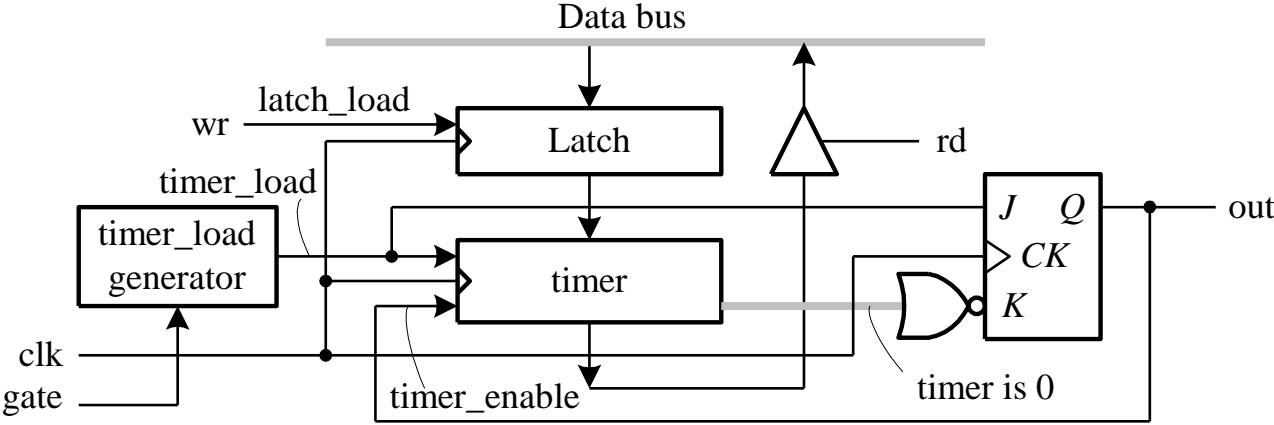 Data bus
latch_load
wr
Latch
rd
timer_load
timer_load
generator
timer
J Q
CK
K
out
clk
gate
timer_enable
timer is 0